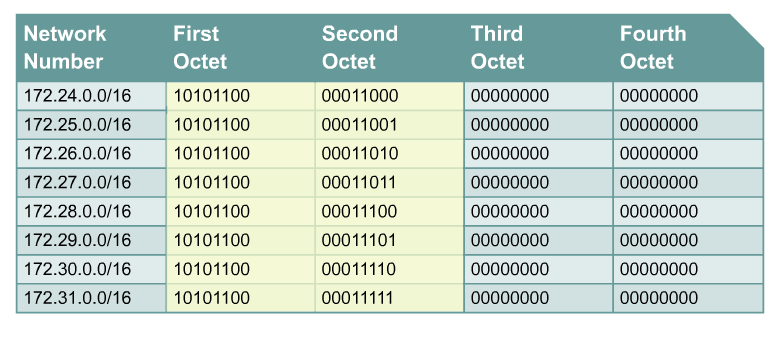 Network Number First Octet Second Octet Third Octet Fourth Octet
172.24.0.0/16 10101100 00011000 00000000 00000000
172.25.0.0/16 10101100 00011001 00000000 00000000
172.26.0.0/16 10101100 00011010 00000000 00000000
172.27.0.0/16 10101100 00011011 00000000 00000000
172.28.0.0/16 10101100 00011100 00000000 00000000
172.29.0.0/16 10101100 00011101 00000000 00000000
172.30.0.0/16 10101100 00011110 00000000 00000000
172.31.0.0/16 10101100 00011111 00000000 00000000